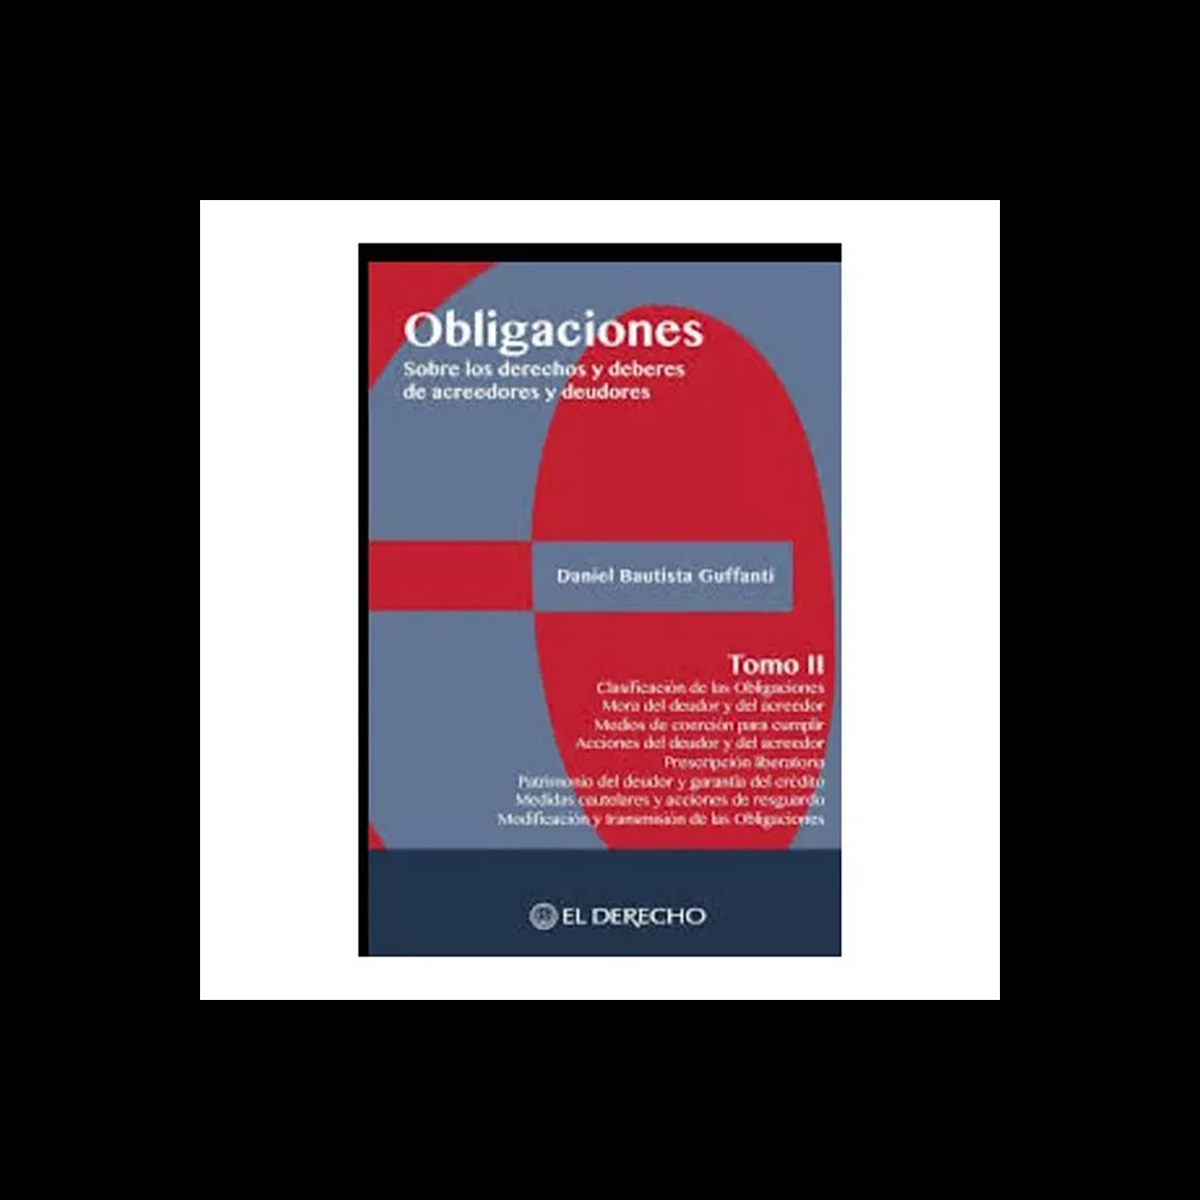 Obligaciones
Sobre los derechos y deberes
de acreedores y deudores
Daniel Bautista Guffanti
Tomo II
Clasificación de las Obligaciones
Mora del deudor y del acreedor
Medios de coerción para cumplir
Acciones del deudor y del acreedor
Prescripción liberatoria
Patrimonio del deudor y garantía del crédito
Medidas cautelares y acciones de resguardo
Modificación y transmisión de las Obligaciones
EL DERECHO